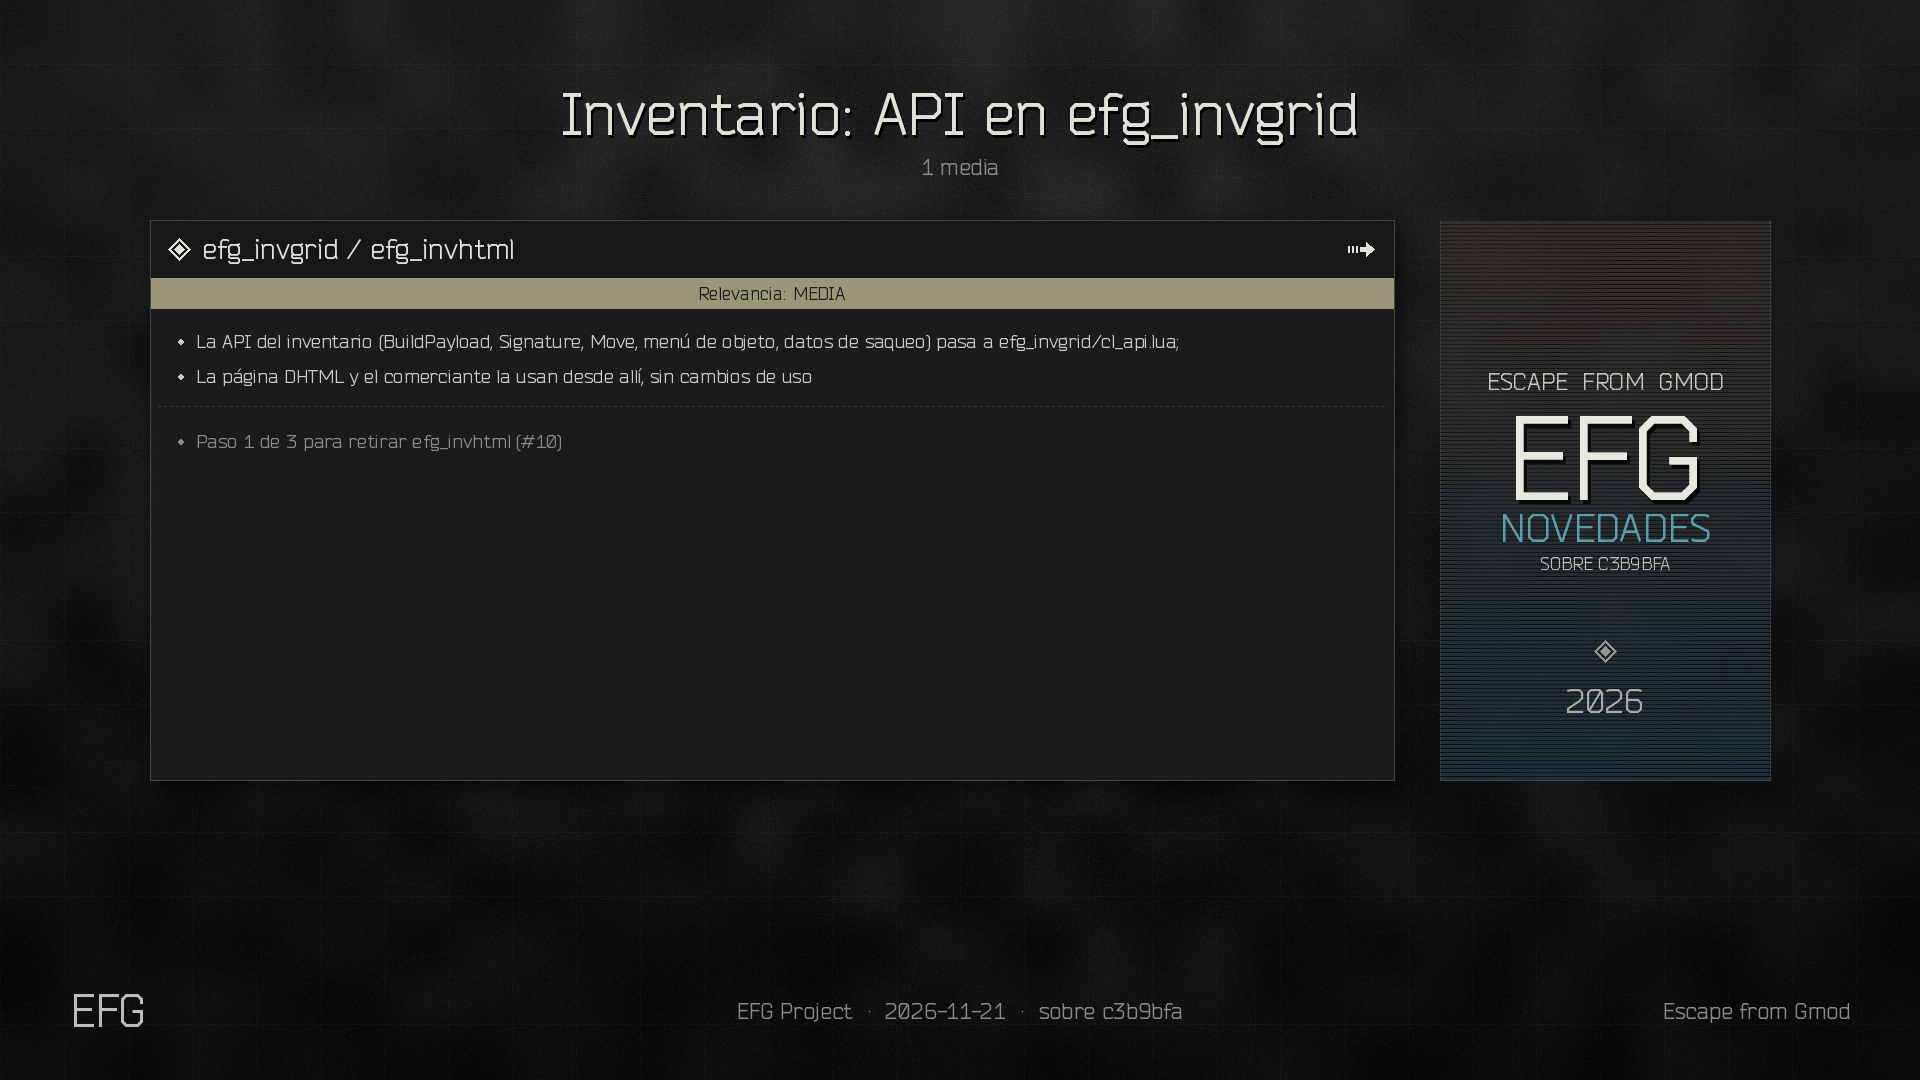 Inventario: API en efg_invgrid
1 media
efg_invgrid / efg_invhtml
Relevancia: MEDIA
La API del inventario (BuildPayload, Signature, Move, menú de objeto, datos de saqueo) pasa a efg_invgrid/cl_api.lua;
La página DHTML y el comerciante la usan desde allí, sin cambios de uso
Paso 1 de 3 para retirar efg_invhtml (#10)
ESCAPE FROM GMOD
EFG
NOVEDADES
SOBRE C3B9BFA
2026
EFG
EFG Project · 2026-11-21 · sobre c3b9bfa
Escape from Gmod